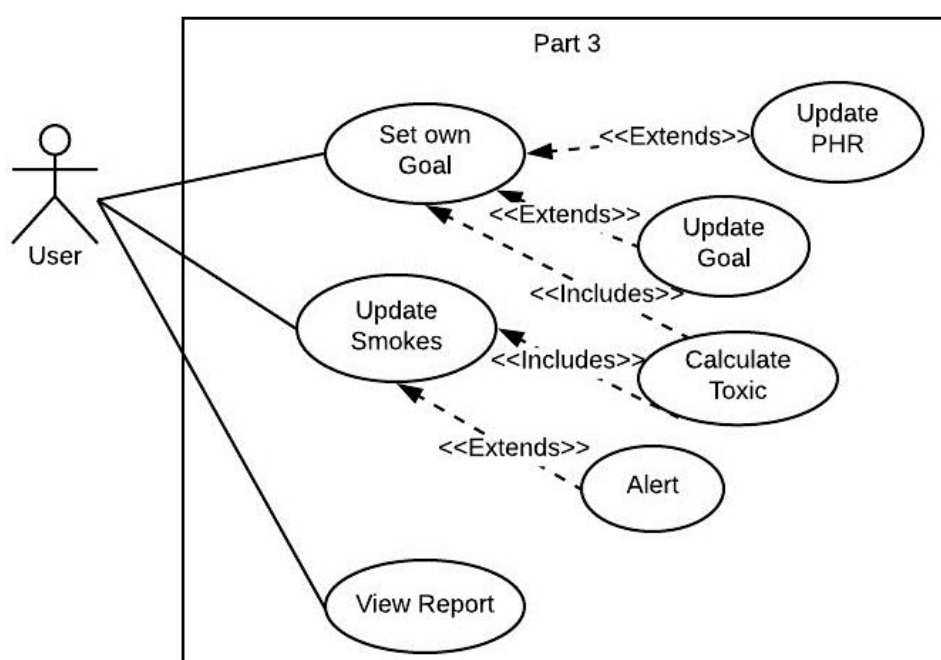 Part 3
Set own
Goal
<<Extends>>
Update
PHR
<<Extends>>
Update
Goal
User
<<Includes>>
Update
Smokes
<<Includes>>
Calculate
Toxic
<<Extends>>
Alert
View Report